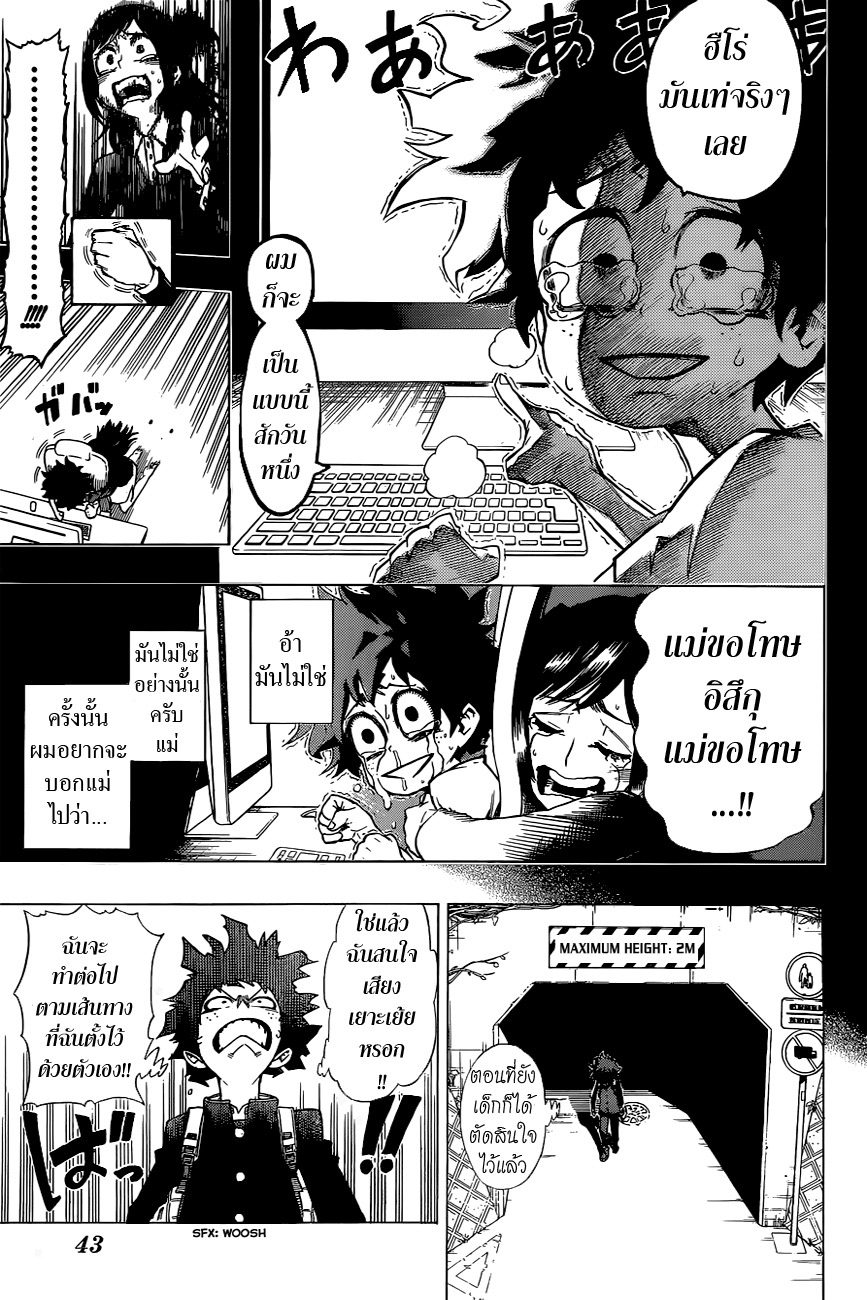 わあ ああああ
ฮีโร่
มันเท่จริงๆ
เลย
ผม
ก็จะ
เป็น
แบบนี้
สักวัน
หนึ่ง
..........!!!!
ガバッ
แม่ขอโทษ
อิสึกุ
แม่ขอโทษ
...!!
อ้า
มันไม่ใช่
มันไม่ใช่
อย่างนั้น
ครับ
แม่
ครั้งนั้น
ผมอยากจะ
บอกแม่
ไปว่า...
MAXIMUM HEIGHT: 2M
ตอนที่ยัง
เด็กก็ได้
ตัดสินใจ
ไว้แล้ว
ใช่แล้ว
ฉันสนใจ
เสียง
เยาะเย้ย
หรอก
!!
ฉันจะ
ทำต่อไป
ตามเส้นทาง
ที่ฉันตั้งไว้
ด้วยตัวเอง!!
ばっ!!
SFX: WOOSH
43